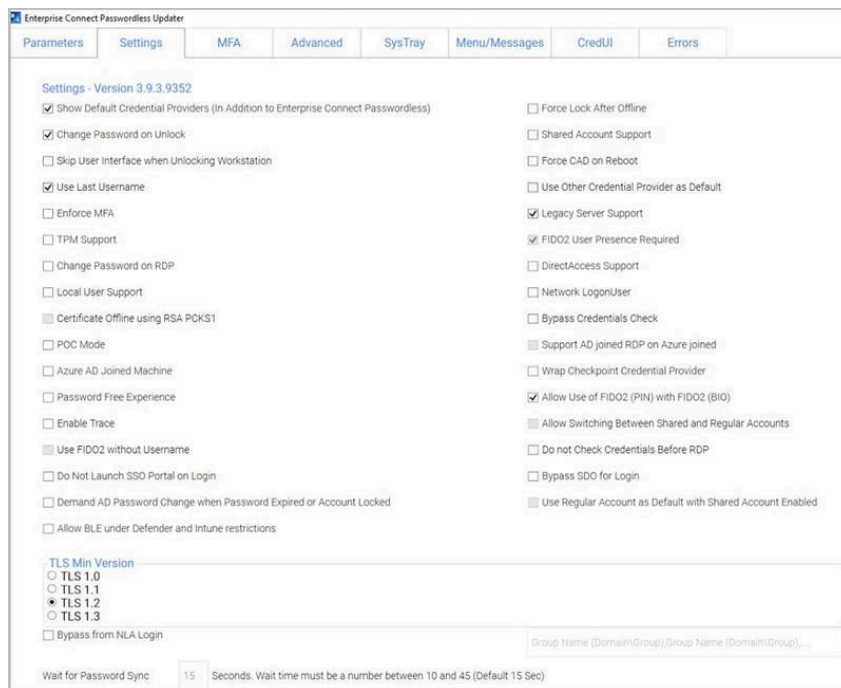 Enterprise Connect Passwordless Updater
Parameters
Settings
MFA
Advanced
SysTray
Menu/Messages
CredUI
Errors
Settings - Version 3.9.3.9352
Show Default Credential Providers (In Addition to Enterprise Connect Passwordless)
Change Password on Unlock
Skip User Interface when Unlocking Workstation
Use Last Username
Enforce MFA
TPM Support
Change Password on RDP
Local User Support
Certificate Offline using RSA PCKS1
POC Mode
Azure AD Joined Machine
Password Free Experience
Enable Trace
Use FIDO2 without Username
Do Not Launch SSO Portal on Login
Demand AD Password Change when Password Expired or Account Locked
Allow BLE under Defender and Intune restrictions
Force Lock After Offline
Shared Account Support
Force CAD on Reboot
Use Other Credential Provider as Default
Legacy Server Support
FIDO2 User Presence Required
DirectAccess Support
Network LogonUser
Bypass Credentials Check
Support AD joined RDP on Azure joined
Wrap Checkpoint Credential Provider
Allow Use of FIDO2 (PIN) with FIDO2 (BIO)
Allow Switching Between Shared and Regular Accounts
Do not Check Credentials Before RDP
Bypass SDO for Login
Use Regular Account as Default with Shared Account Enabled
TLS Min Version
TLS 1.0
TLS 1.1
TLS 1.2
TLS 1.3
Bypass from NLA Login
Group Name (Domain\Group),Group Name (Domain\Group),...
Wait for Password Sync 15 Seconds. Wait time must be a number between 10 and 45 (Default 15 Sec)